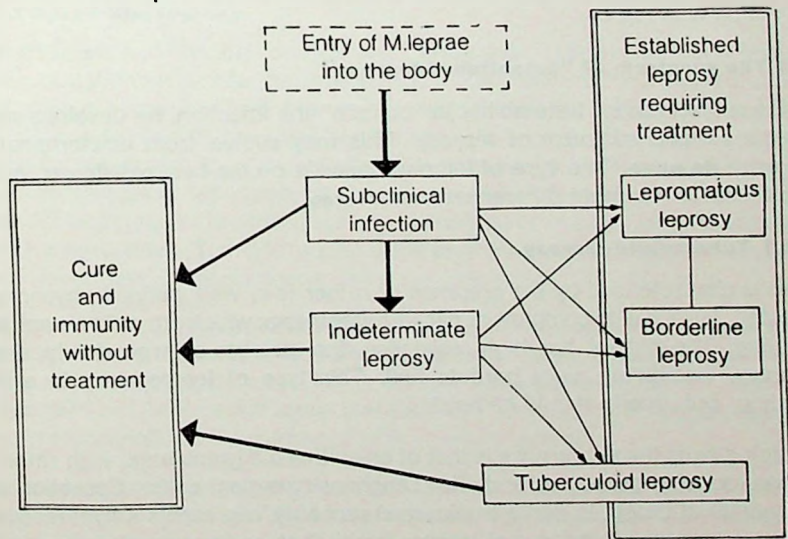 Entry of M.leprae
into the body
Established
leprosy
requiring
treatment
Subclinical
infection
Lepromatous
leprosy
Cure
and
immunity
without
treatment
Indeterminate
leprosy
Borderline
leprosy
Tuberculoid leprosy